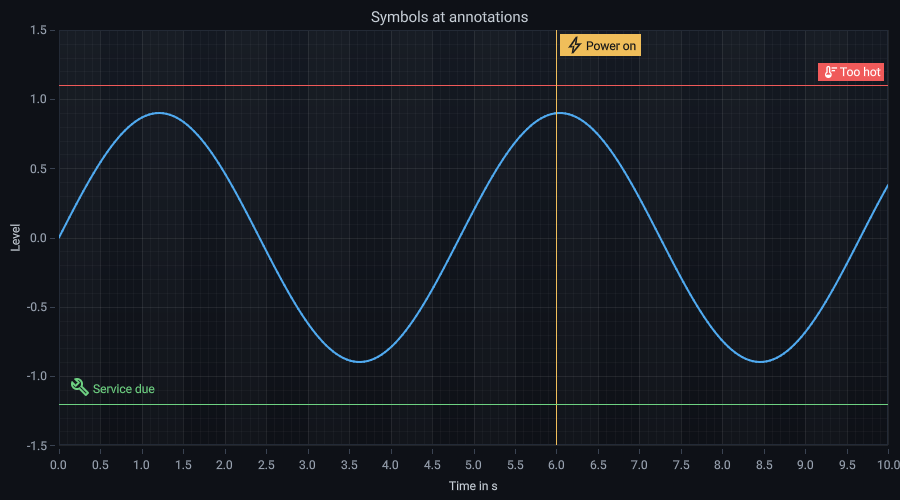 Symbols at annotations
1.5
Power on
Too hot
1.0
0.5
0.0
Level
-0.5
-1.0
Service due
-1.5
0.0 0.5 1.0 1.5 2.0 2.5 3.0 3.5 4.0 4.5 5.0 5.5 6.0 6.5 7.0 7.5 8.0 8.5 9.0 9.5 10.0
Time in s